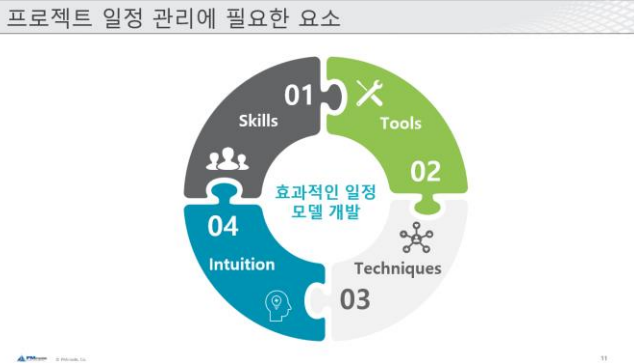 프로젝트 일정 관리에 필요한 요소
01
Skills
Tools
02
효과적인 일정
모델 개발
04
Intuition
Techniques
03
11